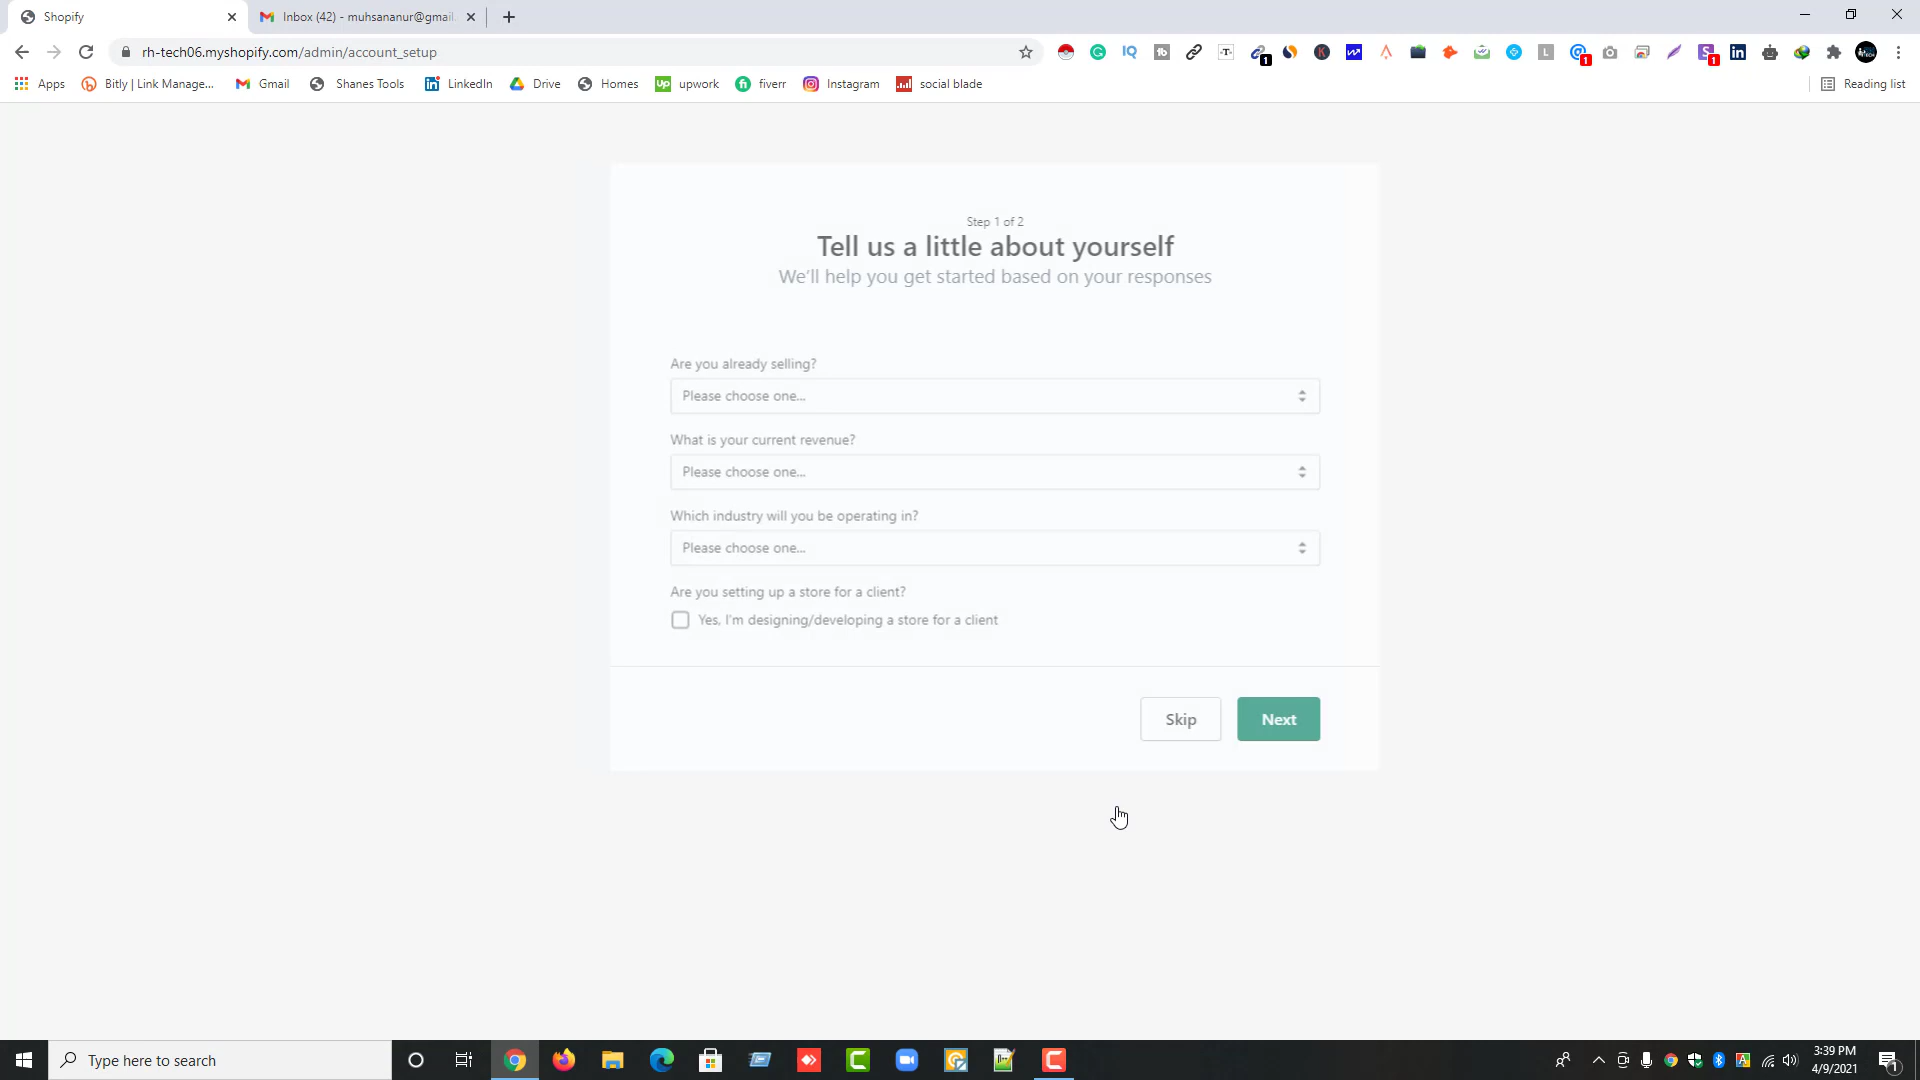 Shopify
Inbox (42) - muhsananur@gmail.
rh-tech06.myshopify.com/admin/account_setup
Apps
Bitly | Link Manage...
Gmail
Shanes Tools
LinkedIn
Drive
Homes
upwork
fiverr
Instagram
social blade
Reading list
Step 1 of 2
Tell us a little about yourself
We'll help you get started based on your responses
Are you already selling?
Please choose one...
What is your current revenue?
Please choose one...
Which industry will you be operating in?
Please choose one...
Are you setting up a store for a client?
Yes, I'm designing/developing a store for a client
Skip
Next
Type here to search
3:39 PM
4/9/2021